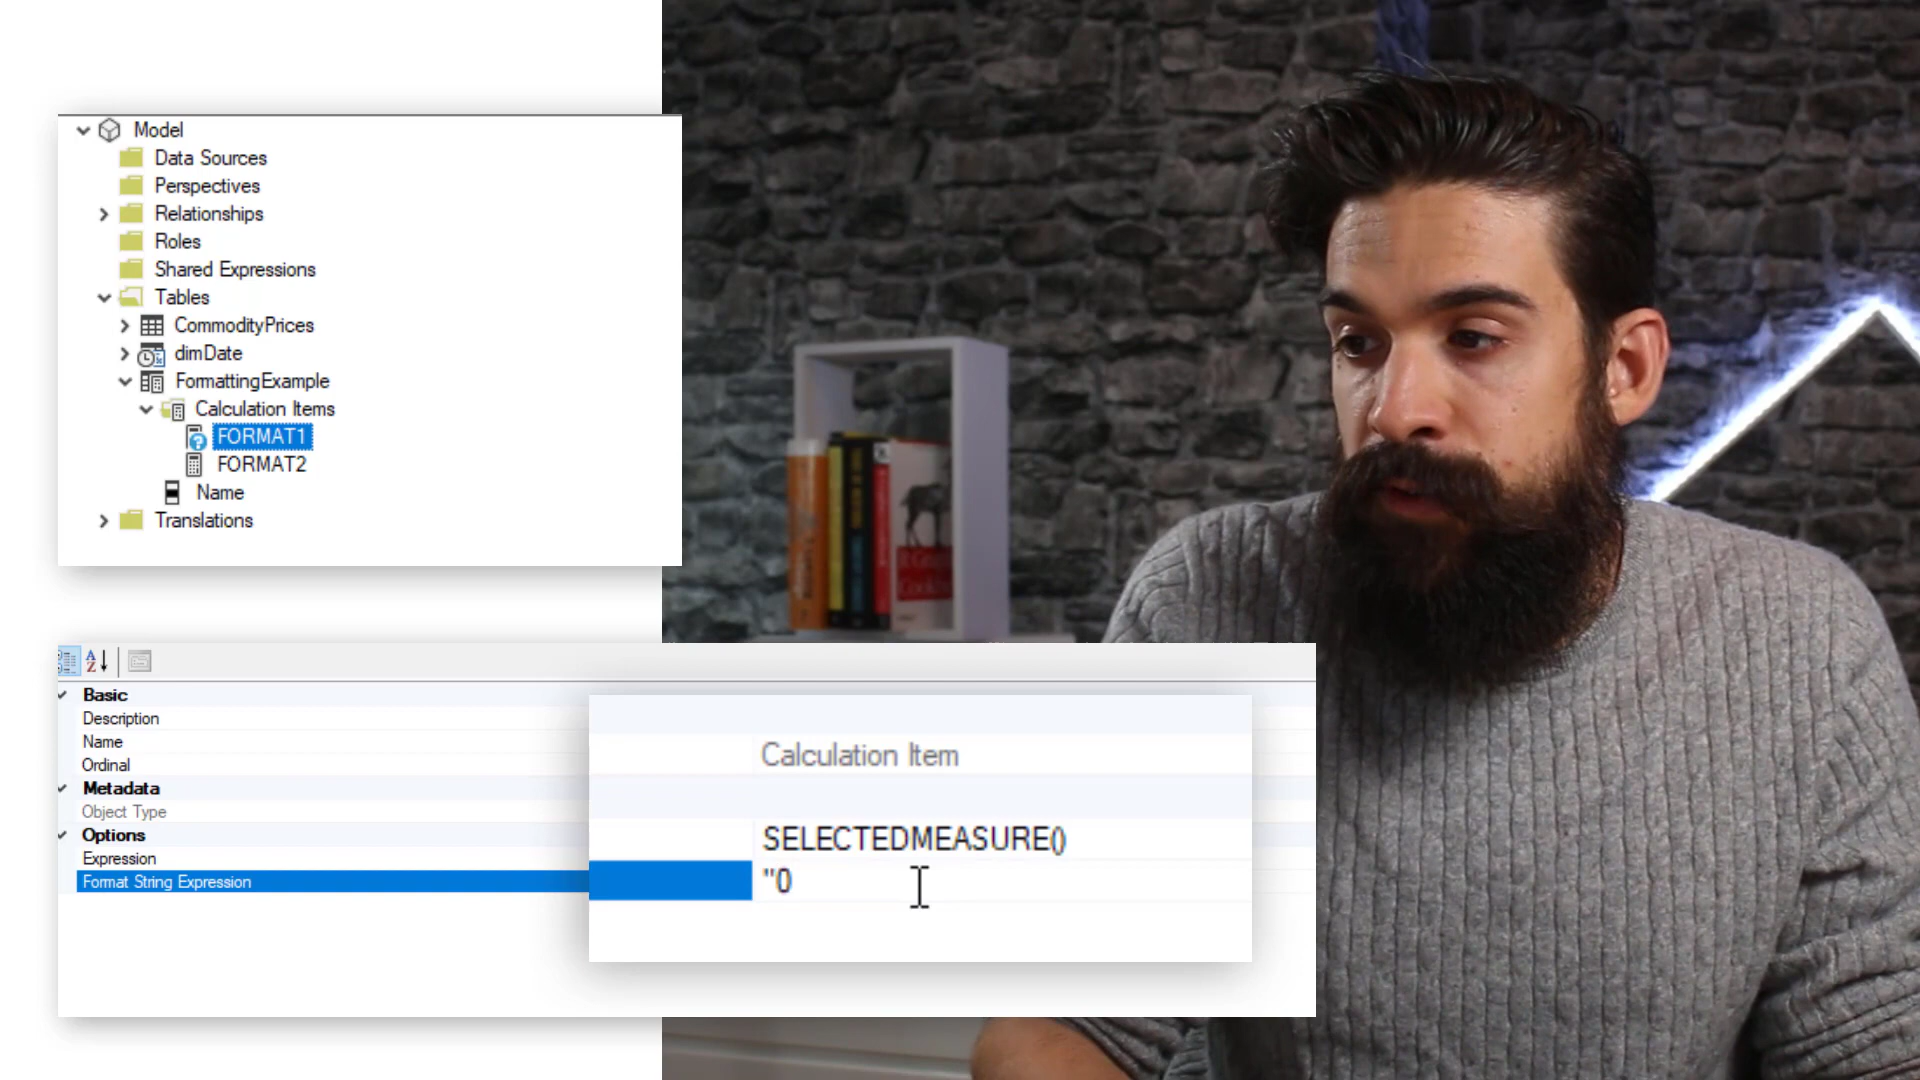 Model
Data Sources
Perspectives
Relationships
Roles
Shared Expressions
Tables
CommodityPrices
dimDate
FormattingExample
Calculation Items
FORMAT1
FORMAT2
Name
Translations
Basic
Description
Name
Ordinal
Metadata
Object Type
Options
Expression
Format String Expression
Calculation Item
SELECTEDMEASURE()
"0